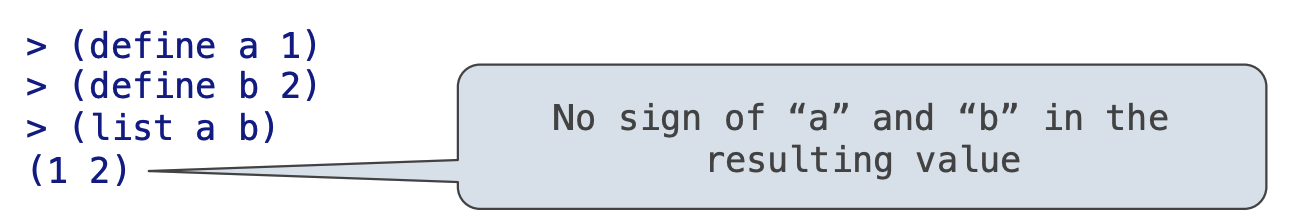 > (define a 1)
> (define b 2)
> (list a b)
(1 2)
No sign of “a” and “b” in the
resulting value